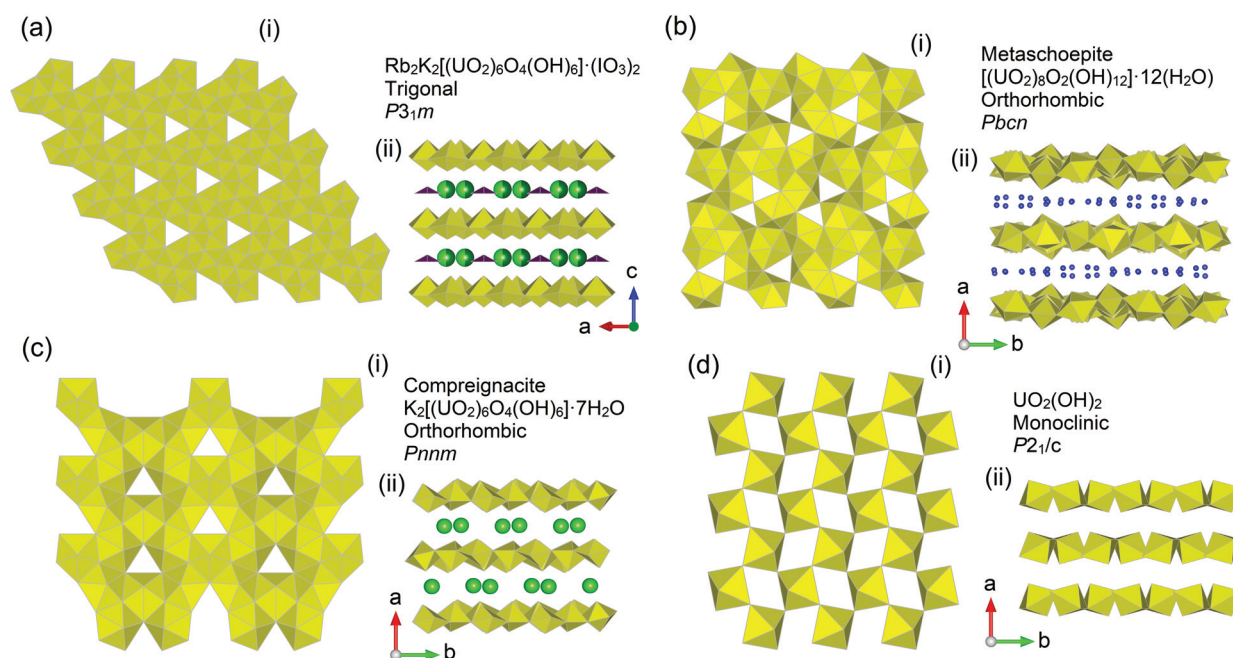 (a)
(i)
Rb₂K₂[(UO₂)₆O₄(OH)₆]·(IO₃)₂
Trigonal
P3₁m
(ii)
c
a
(b)
(i)
Metaschoepite
[(UO₂)₈O₂(OH)₁₂]·12(H₂O)
Orthorhombic
Pbcn
(ii)
a
b
(c)
(i)
Compreignacite
K₂[(UO₂)₆O₄(OH)₆]·7H₂O
Orthorhombic
Pnnm
(ii)
a
b
(d)
(i)
UO₂(OH)₂
Monoclinic
P2₁/c
(ii)
a
b